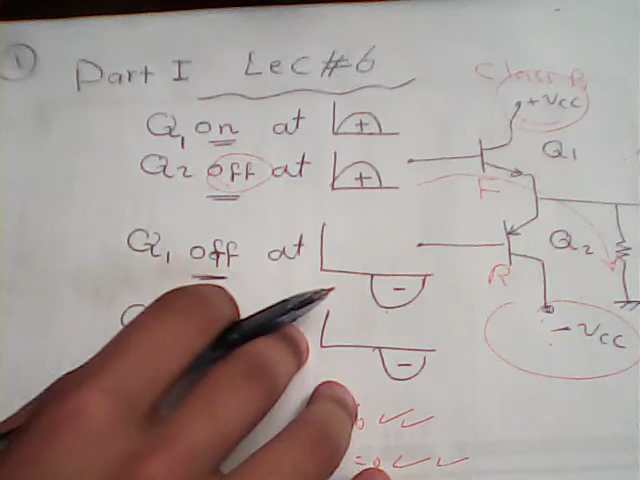 1
Part I Lec #6
Class B
+Vcc
Q1 on at +
Q1
Q2 off at +
F
Q1 off at -
Q2
R
-Vcc
Q
-